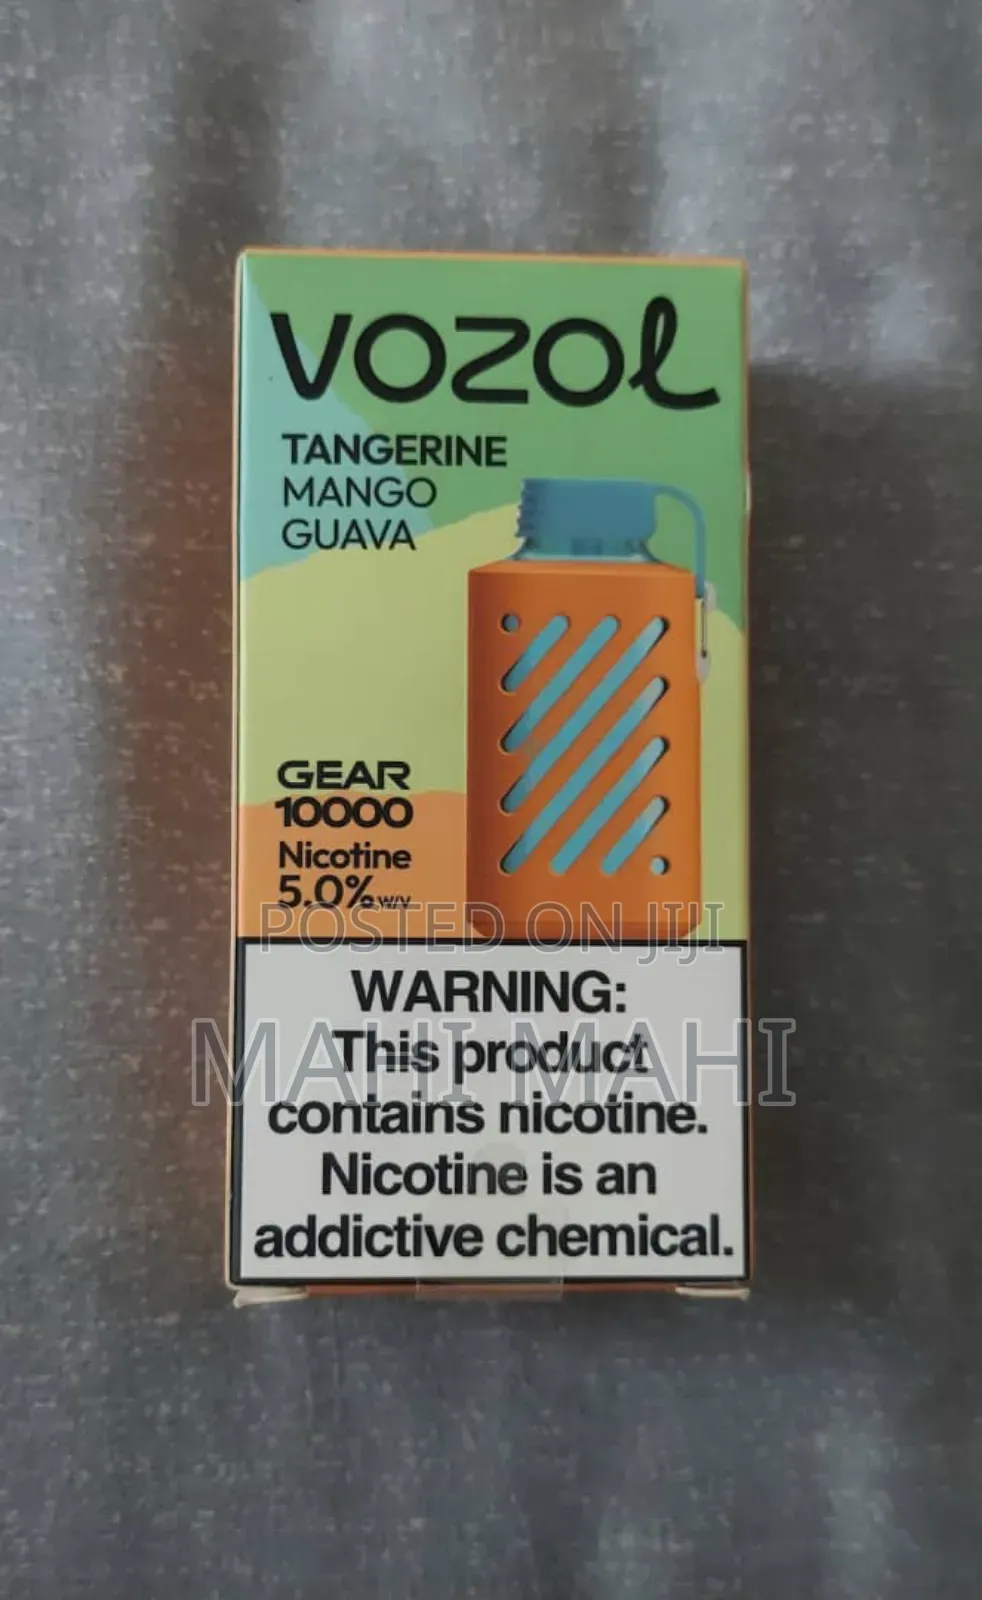 VOZOL
TANGERINE
MANGO
GUAVA
GEAR
10000
Nicotine
5.0% W/V
POSTED ON JIJI
WARNING:
MAHI MAHI
This product
contains nicotine.
Nicotine is an
addictive chemical.